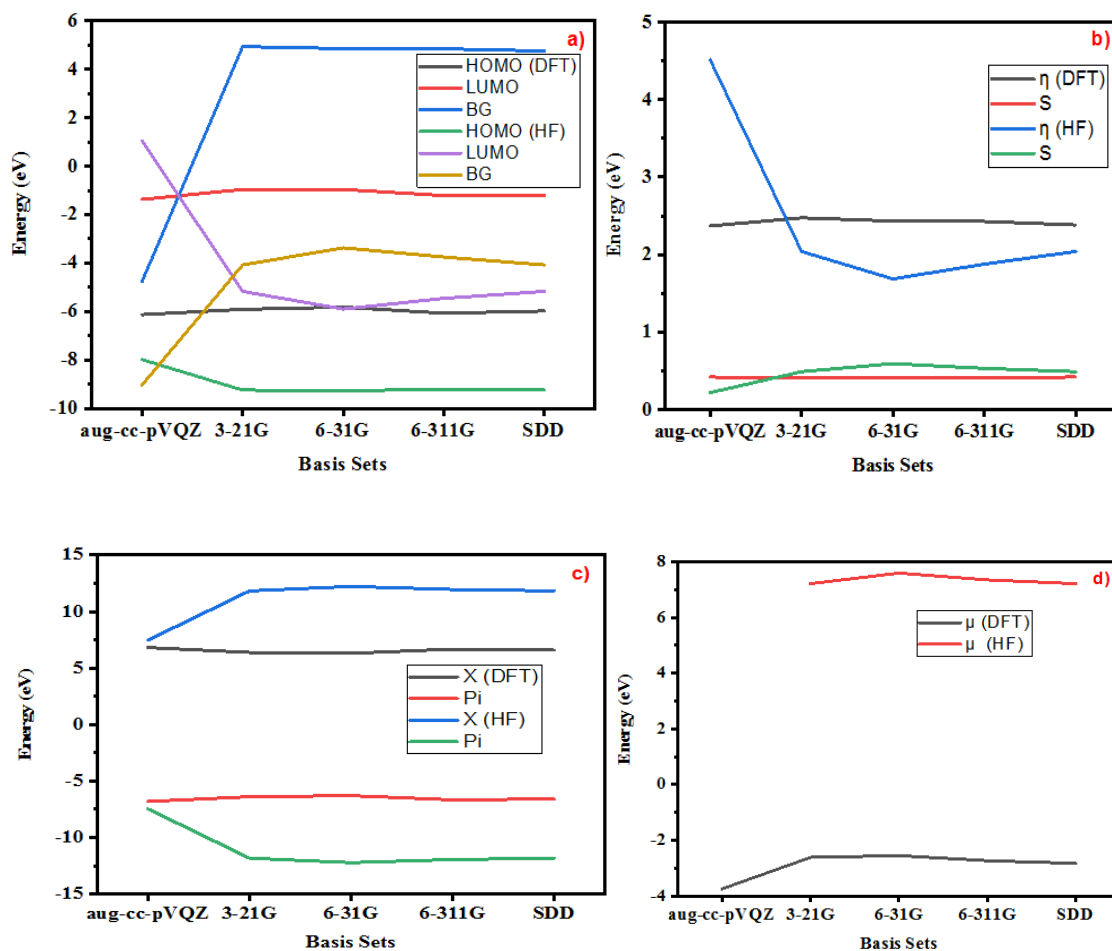 a)
6
4
2
0
-2
-4
-6
-8
-10
Energy (eV)
HOMO (DFT)
LUMO
BG
HOMO (HF)
LUMO
BG
aug-cc-pVQZ 3-21G 6-31G 6-311G SDD
Basis Sets
b)
5
4
3
2
1
0
Energy (eV)
η (DFT)
S
η (HF)
S
aug-cc-pVQZ 3-21G 6-31G 6-311G SDD
Basis Sets
c)
15
10
5
0
-5
-10
-15
Energy (eV)
X (DFT)
Pi
X (HF)
Pi
aug-cc-pVQZ 3-21G 6-31G 6-311G SDD
Basis Sets
d)
8
6
4
2
0
-2
-4
Energy (eV)
μ (DFT)
μ (HF)
aug-cc-pVQZ 3-21G 6-31G 6-311G SDD
Basis Sets